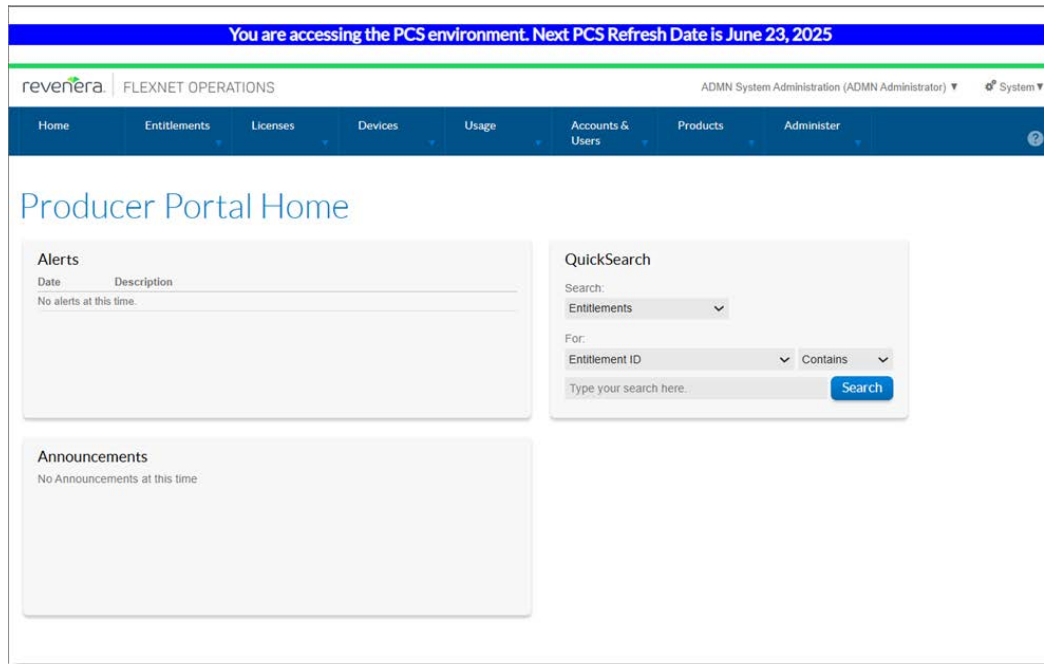 You are accessing the PCS environment. Next PCS Refresh Date is June 23, 2025
revenera. FLEXNET OPERATIONS
ADMN System Administration (ADMN Administrator) ▼ System ▼
Home Entitlements Licenses Devices Usage Accounts & Users Products Administer
Producer Portal Home
Alerts
Date Description
No alerts at this time.
QuickSearch
Search:
Entitlements
For:
Entitlement ID Contains
Type your search here. Search
Announcements
No Announcements at this time